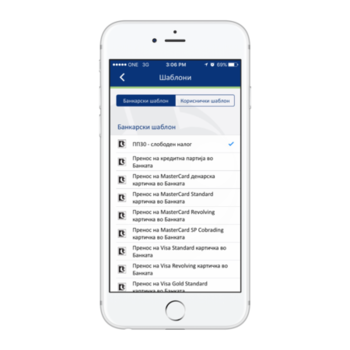 ONE 3G 3:06 PM 69%
Шаблони
Банкарски шаблон Кориснички шаблон
Банкарски шаблон
ПП30 - слободен налог
Пренос на кредитна партија во
Банката
Пренос на MasterCard денарска
картичка во Банката
Пренос на MasterCard Standard
картичка во Банката
Пренос на MasterCard Revolving
картичка во Банката
Пренос на MasterCard SP Cobrading
картичка во Банката
Пренос на Visa Standard картичка во
Банката
Пренос на Visa Revolving картичка во
Банката
Пренос на Visa Gold Standard
картичка во Банката